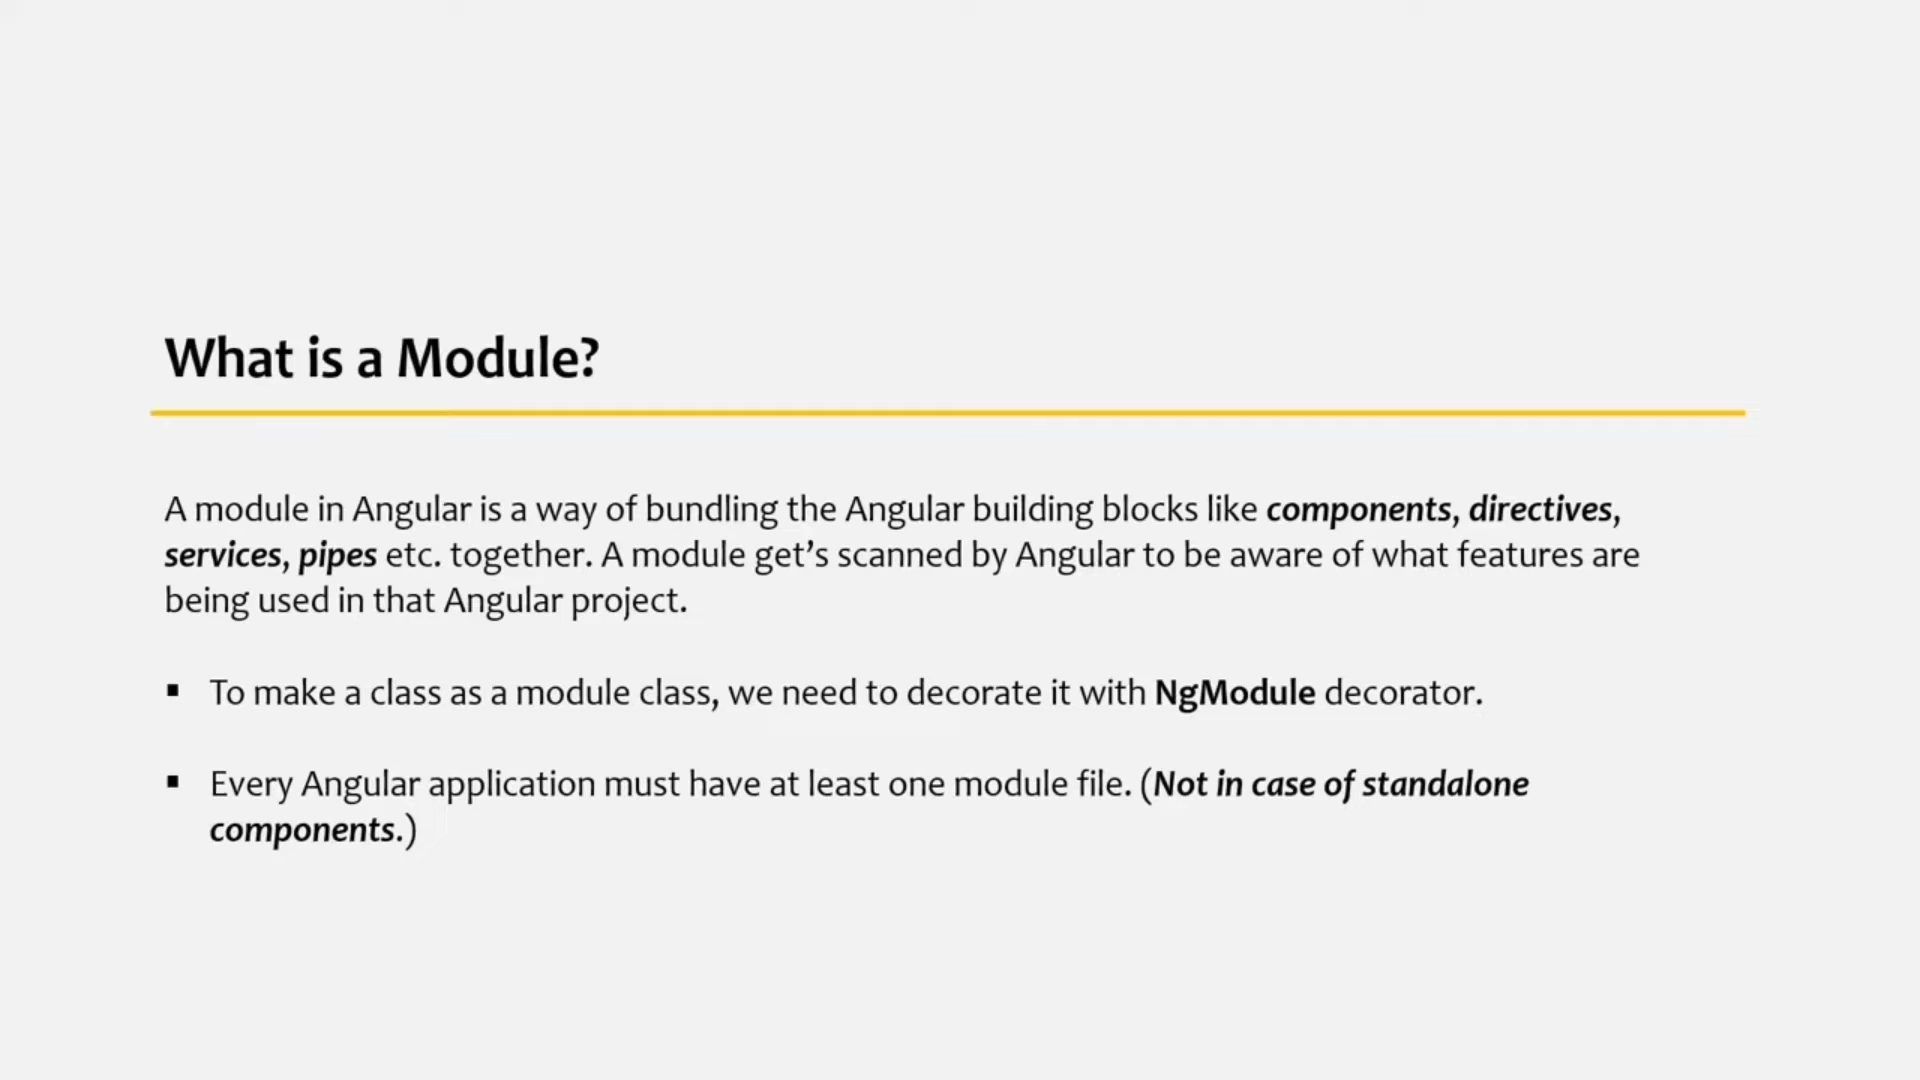 What is a Module?
A module in Angular is a way of bundling the Angular building blocks like components, directives,
services, pipes etc. together. A module get’s scanned by Angular to be aware of what features are
being used in that Angular project.
▪ To make a class as a module class, we need to decorate it with NgModule decorator.
▪ Every Angular application must have at least one module file. (Not in case of standalone
components.)